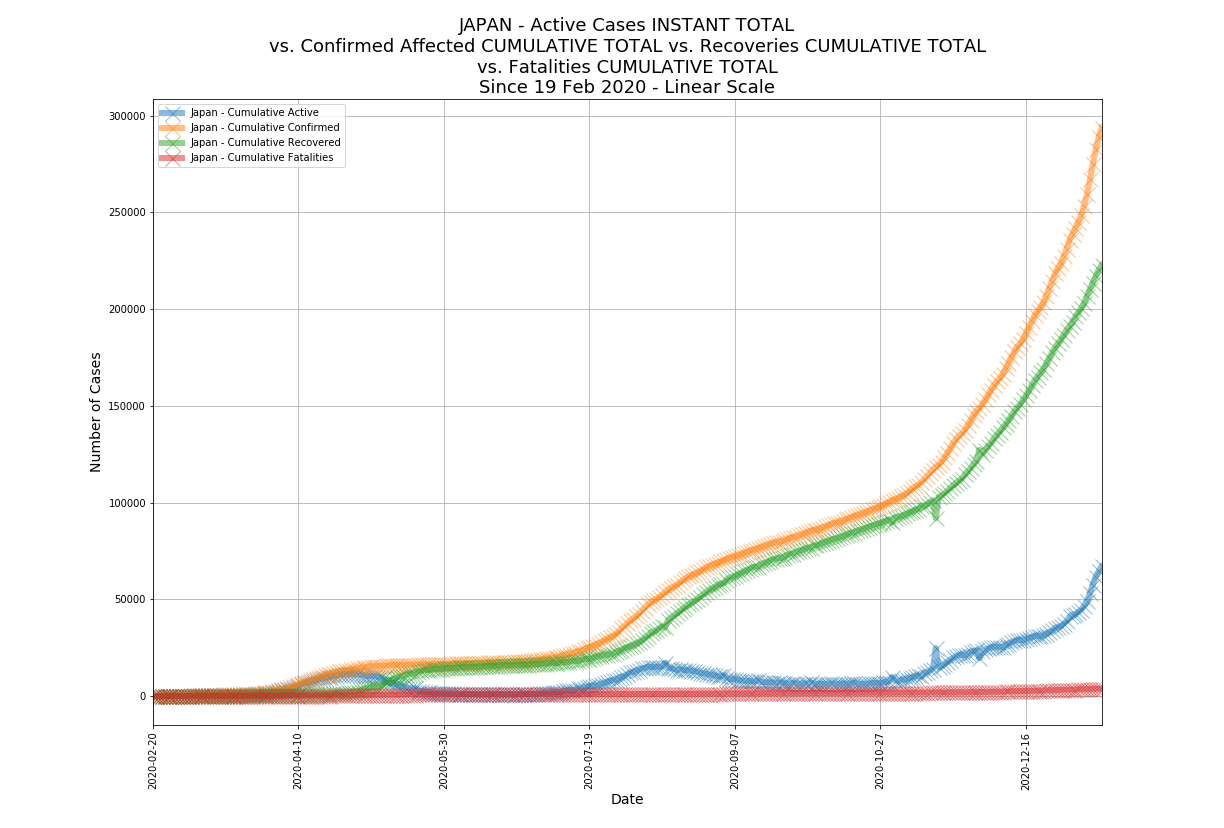 JAPAN - Active Cases INSTANT TOTAL
vs. Confirmed Affected CUMULATIVE TOTAL vs. Recoveries CUMULATIVE TOTAL
vs. Fatalities CUMULATIVE TOTAL
Since 19 Feb 2020 - Linear Scale
Japan - Cumulative Active
Japan - Cumulative Confirmed
Japan - Cumulative Recovered
Japan - Cumulative Fatalities
300000
250000
200000
150000
100000
50000
0
Number of Cases
2020-02-20
2020-04-10
2020-05-30
2020-07-19
2020-09-07
2020-10-27
2020-12-16
Date